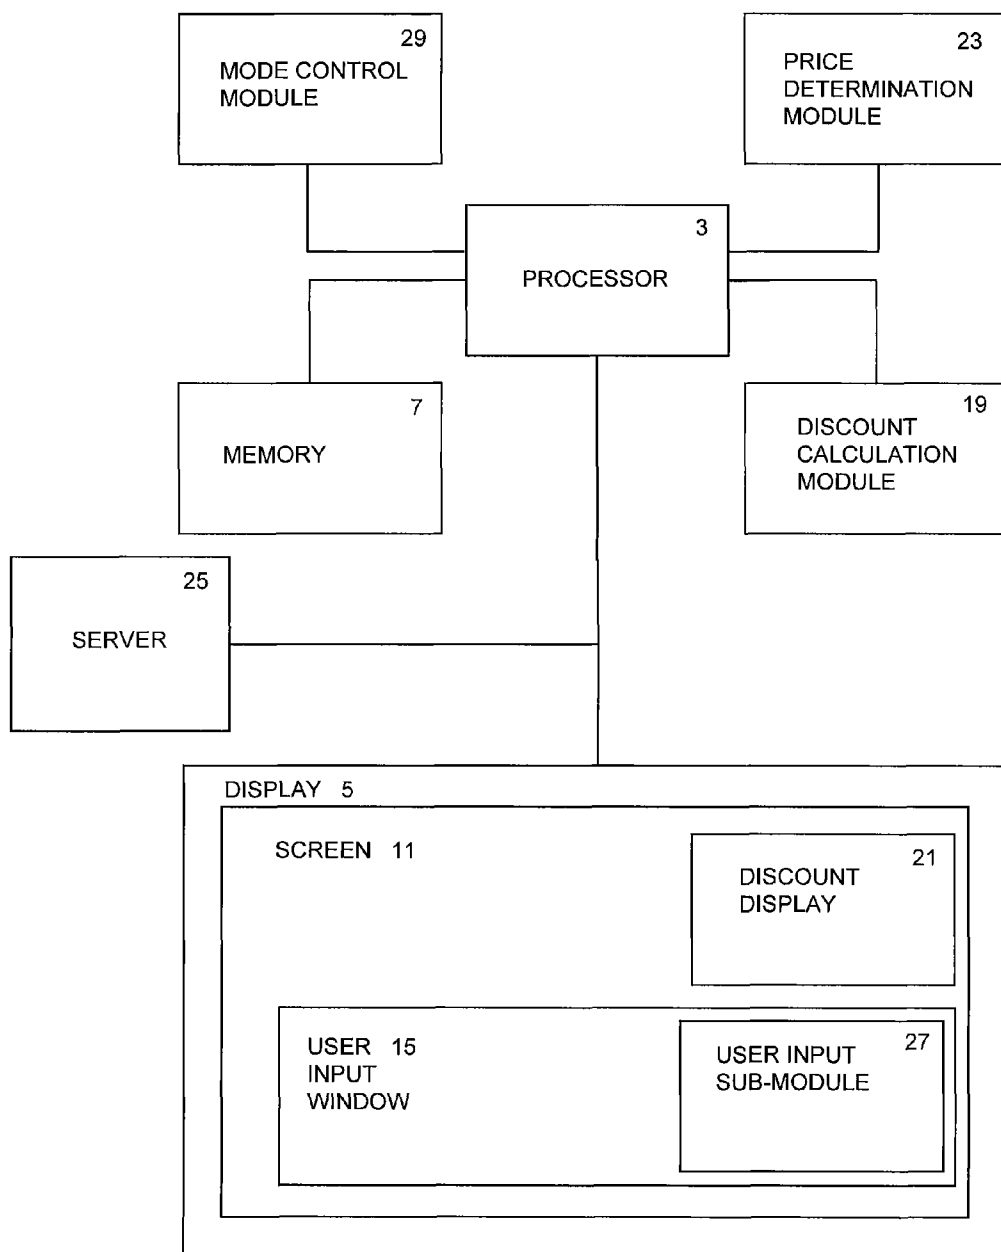 29
MODE CONTROL
MODULE
23
PRICE
DETERMINATION
MODULE
3
PROCESSOR
7
MEMORY
19
DISCOUNT
CALCULATION
MODULE
25
SERVER
DISPLAY 5
SCREEN 11
21
DISCOUNT
DISPLAY
USER 15
INPUT
WINDOW
27
USER INPUT
SUB-MODULE